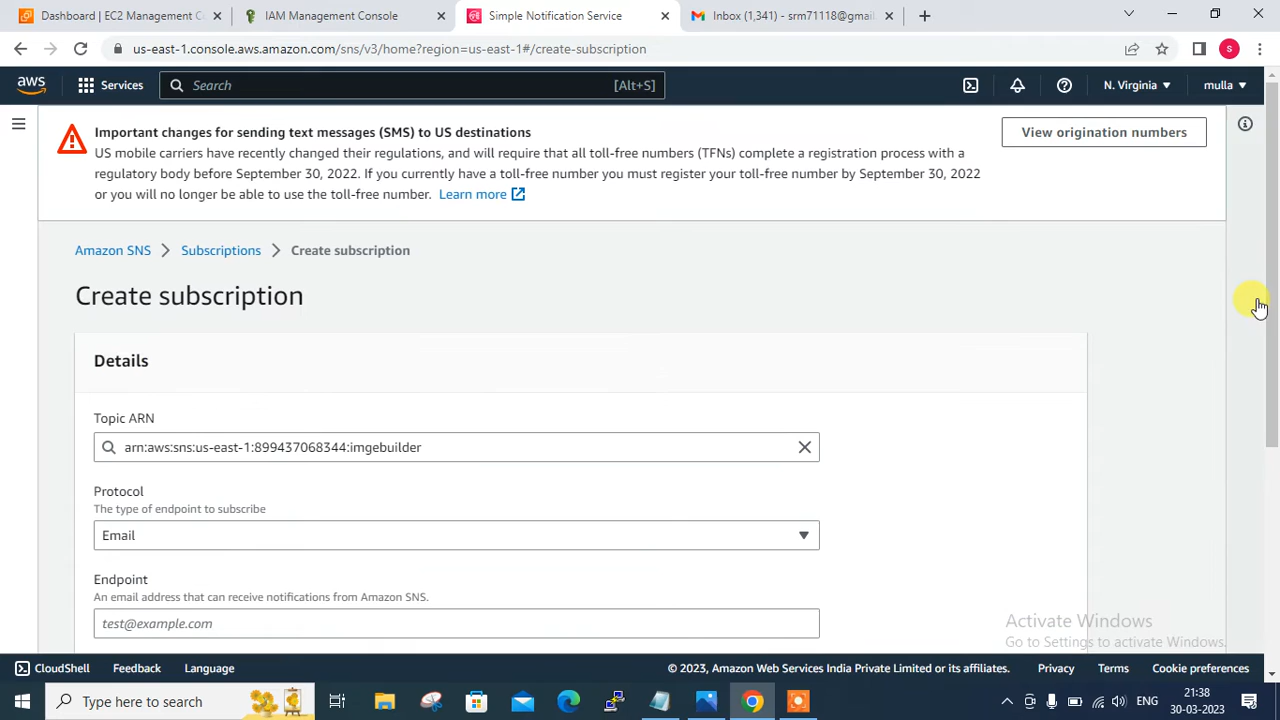 Dashboard | EC2 Management C
IAM Management Console
Simple Notification Service
Inbox (1,341) - srm71118@gmail
us-east-1.console.aws.amazon.com/sns/v3/home?region=us-east-1#/create-subscription
S
aws
Services
Search
[Alt+S]
N. Virginia
mulla
Important changes for sending text messages (SMS) to US destinations
View origination numbers
US mobile carriers have recently changed their regulations, and will require that all toll-free numbers (TFNs) complete a registration process with a
regulatory body before September 30, 2022. If you currently have a toll-free number you must register your toll-free number by September 30, 2022
or you will no longer be able to use the toll-free number. Learn more
Amazon SNS
Subscriptions
Create subscription
Create subscription
Details
Topic ARN
arn:aws:sns:us-east-1:899437068344:imgebuilder
Protocol
The type of endpoint to subscribe
Email
Endpoint
An email address that can receive notifications from Amazon SNS.
test@example.com
Activate Windows
Go to Settings to activate Windows.
CloudShell
Feedback
Language
© 2023, Amazon Web Services India Private Limited or its affiliates.
Privacy
Terms
Cookie preferences
Type here to search
ENG
21:38
30-03-2023